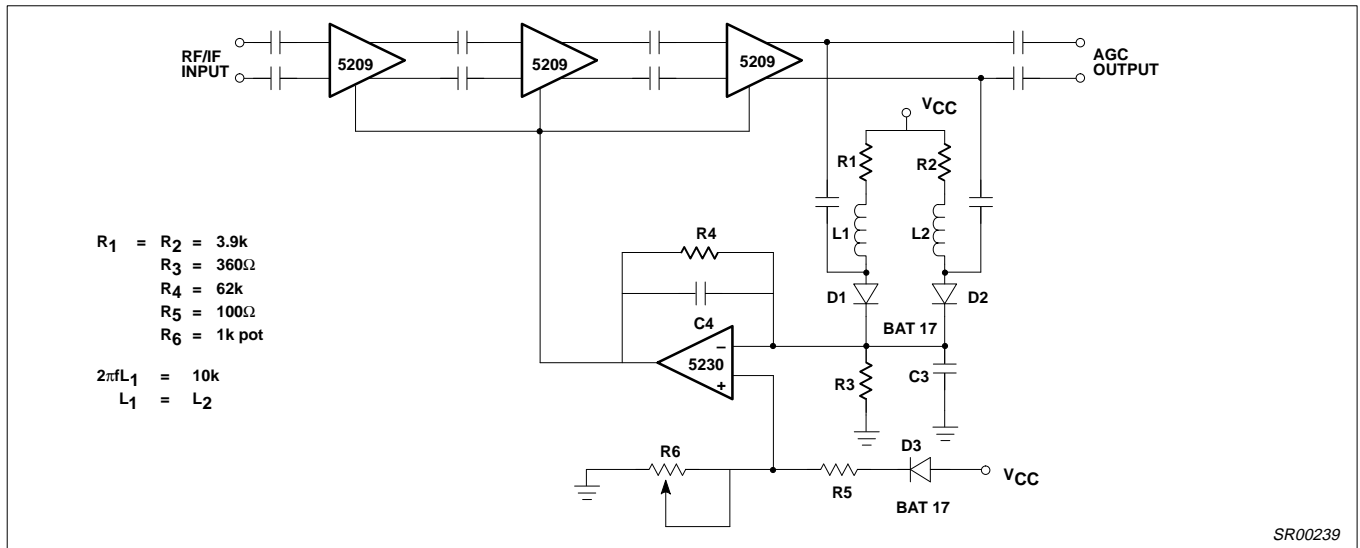 RF/IF
INPUT
5209
5209
5209
AGC
OUTPUT
VCC
R1
R2
L1
L2
R1 = R2 = 3.9k
R3 = 360Ω
R4 = 62k
R5 = 100Ω
R6 = 1k pot
2πfL1 = 10k
L1 = L2
R4
C4
D1
D2
BAT 17
5230
−
+
R3
C3
R6
R5
D3
BAT 17
VCC
SR00239